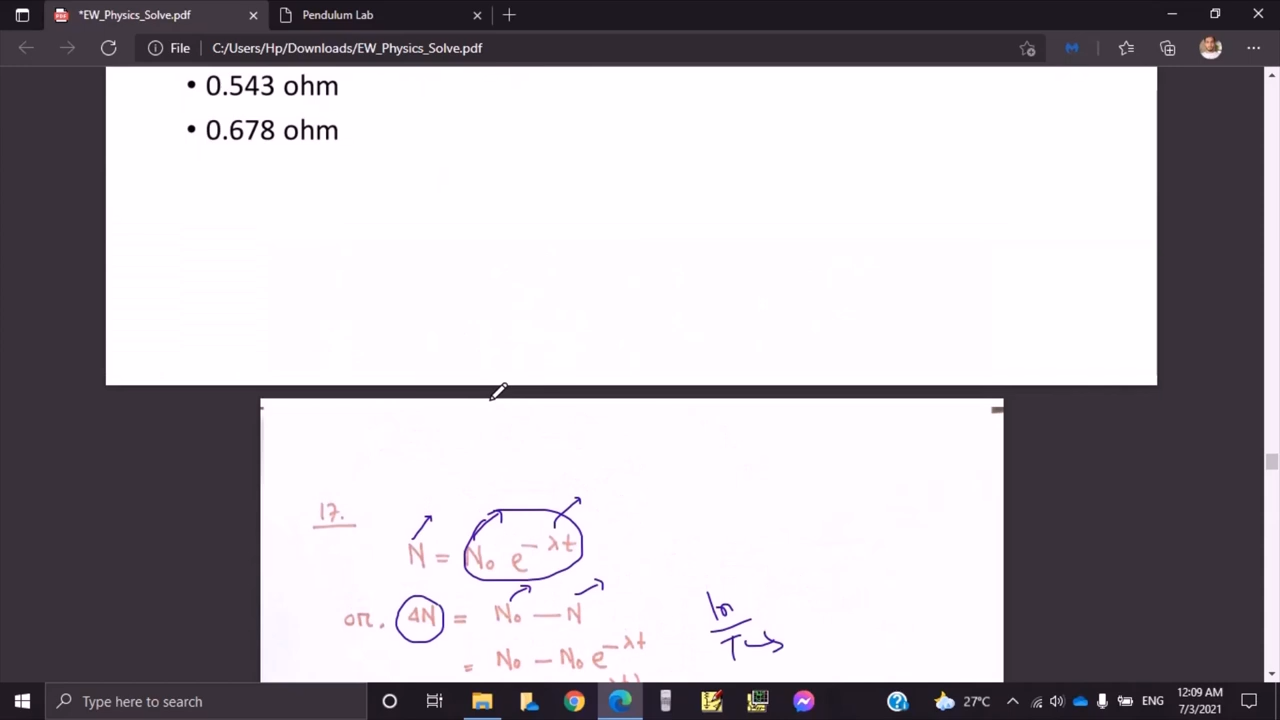 *EW_Physics_Solve.pdf
Pendulum Lab
File C:/Users/Hp/Downloads/EW_Physics_Solve.pdf
• 0.543 ohm
• 0.678 ohm
17.
N = N₀ e^{-λt}
or. ΔN = N₀ — N
= N₀ — N₀ e^{-λt}
ln
T
Type here to search
27°C
ENG
12:09 AM
7/3/2021